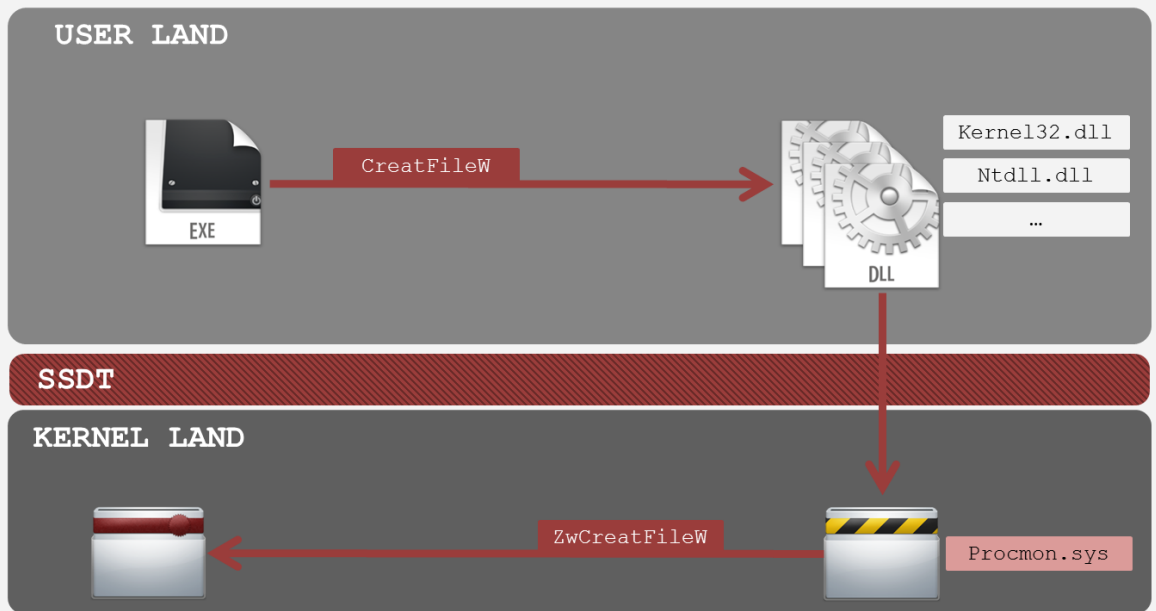 USER LAND
CreatFileW
Kernel32.dll
Ntdll.dll
…
EXE
DLL
SSDT
KERNEL LAND
ZwCreatFileW
Procmon.sys